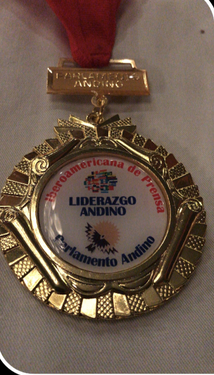 PARLAMENTO
ANDINO
Iberoamericana de Prensa
LIDERAZGO
ANDINO
Parlamento Andino